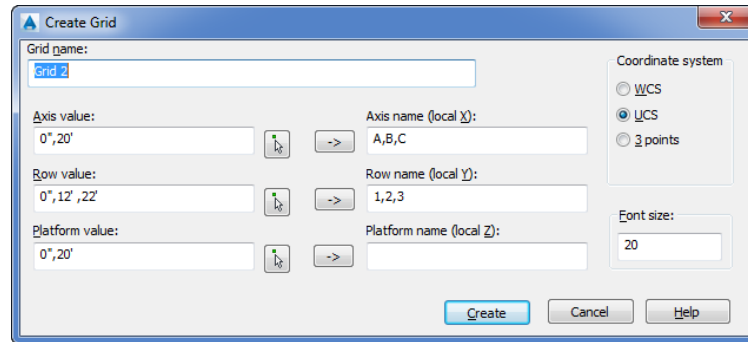 Create Grid
Grid name:
Grid 2
Coordinate system
WCS
UCS
3 points
Axis value:
Axis name (local X):
0",20'
->
A,B,C
Row value:
Row name (local Y):
0",12' ,22'
->
1,2,3
Platform value:
Platform name (local Z):
Font size:
0",20'
->
20
Create
Cancel
Help